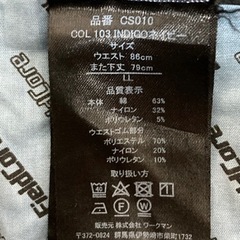 品番 CS010
COL 103 INDIGOネイビー
サイズ
ウエスト 86cm
また下丈 79cm
LL
品質表示
本体 綿 63%
ナイロン 32%
ポリウレタン 5%
ウエストゴム部分
ポリエステル 70%
ナイロン 20%
ポリウレタン 10%
取り扱い方
40
販売元 株式会社 ワークマン
〒372-0824 群馬県伊勢崎市柴町1732
FieldCore
FieldCore
FieldCore